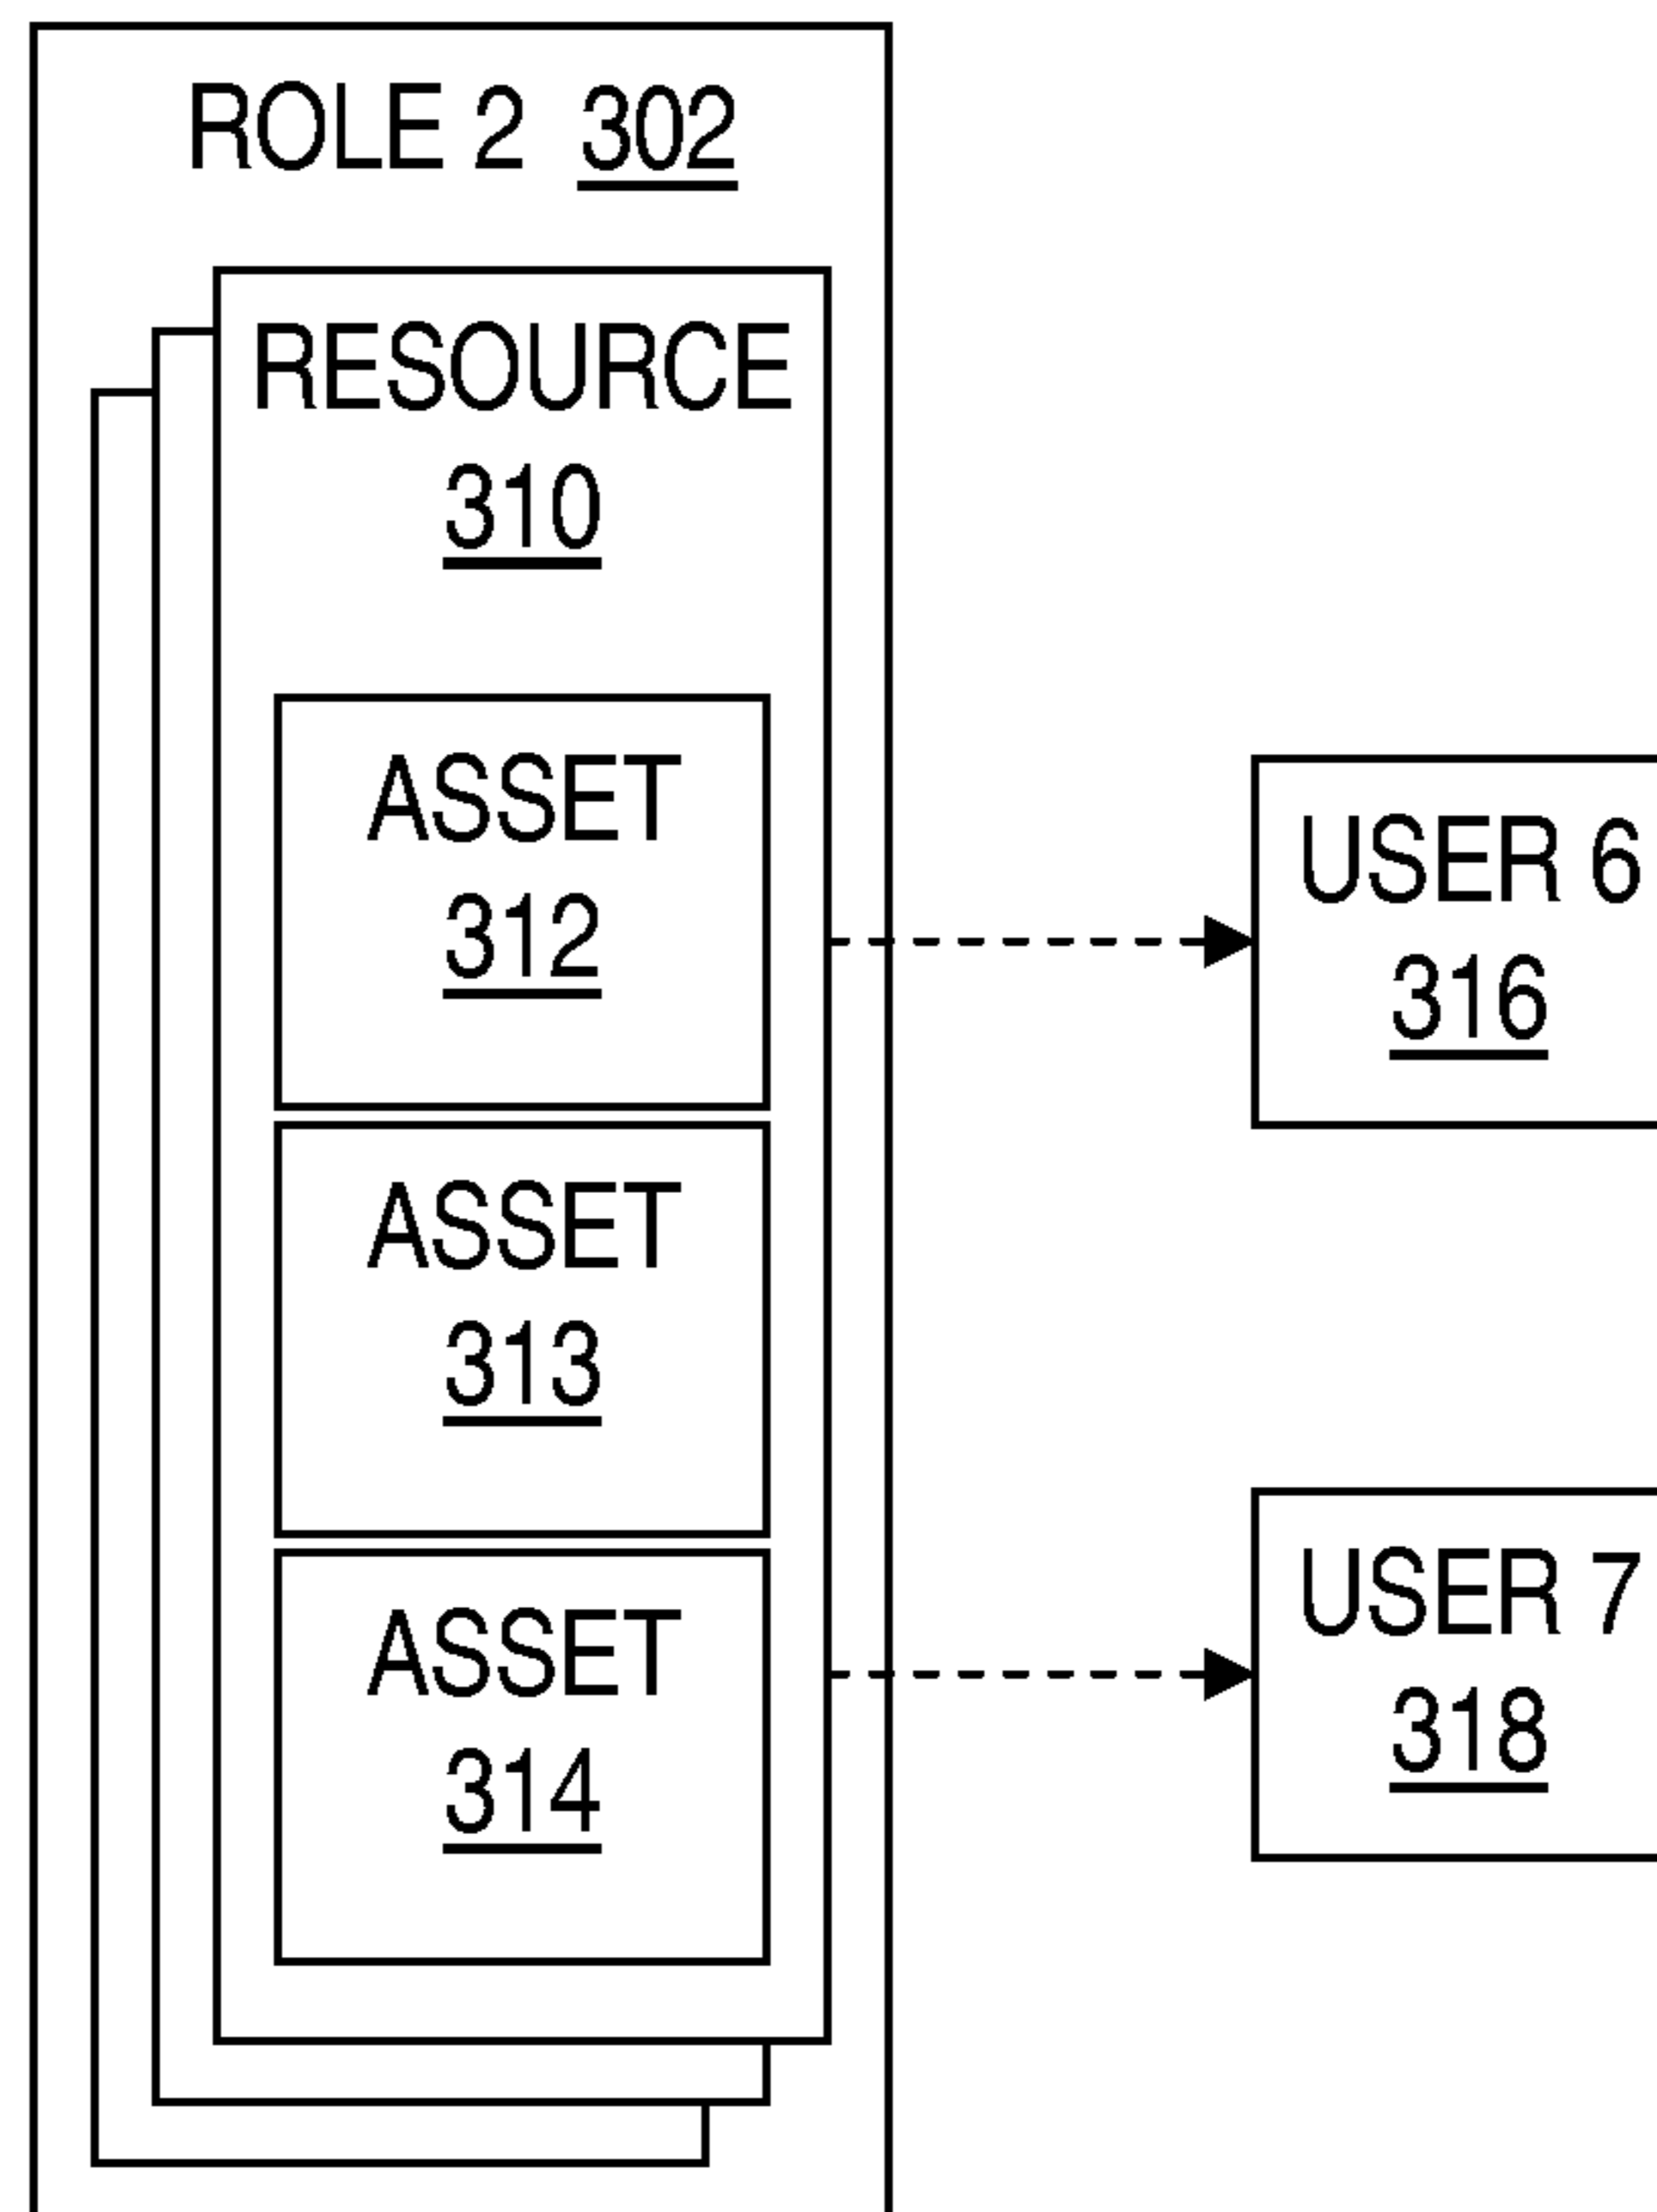 ROLE 2 302
RESOURCE
310
ASSET
312
ASSET
313
ASSET
314
USER 6
316
USER 7
318